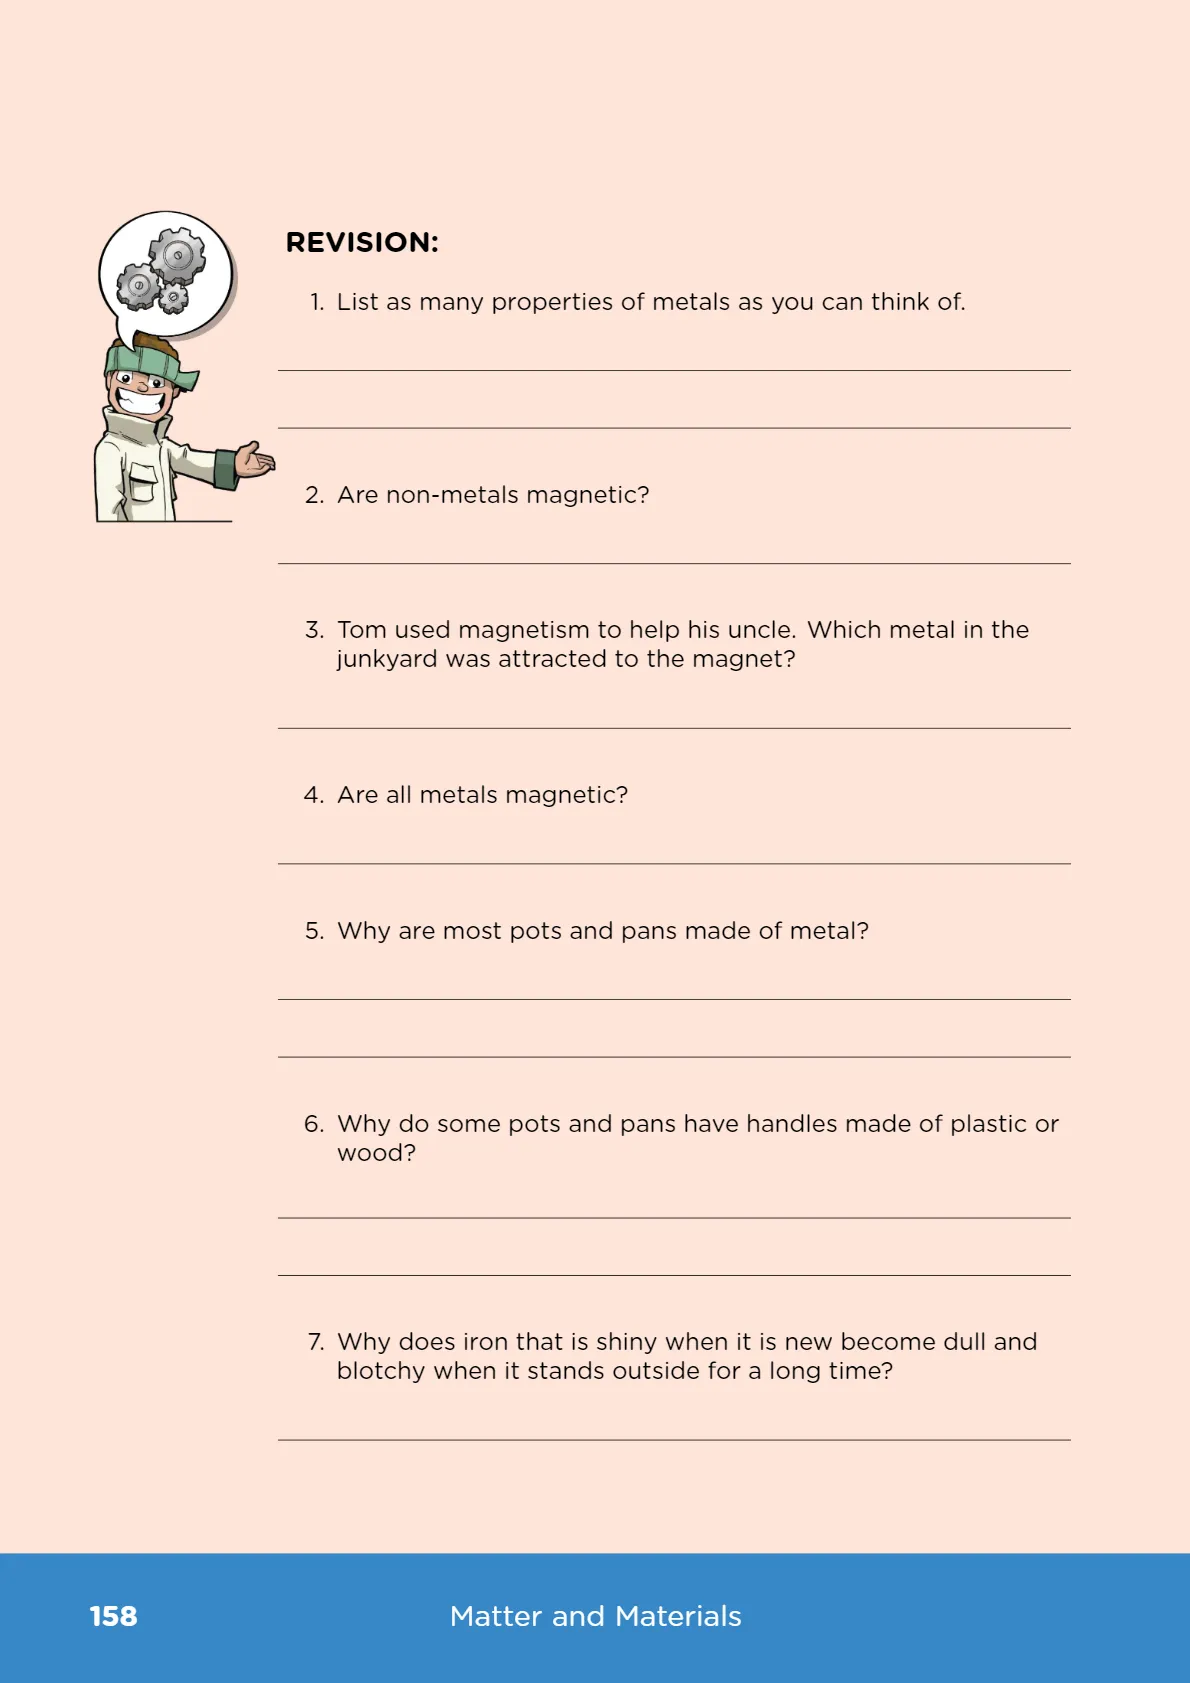 REVISION:
1. List as many properties of metals as you can think of.
2. Are non-metals magnetic?
3. Tom used magnetism to help his uncle. Which metal in the
junkyard was attracted to the magnet?
4. Are all metals magnetic?
5. Why are most pots and pans made of metal?
6. Why do some pots and pans have handles made of plastic or
wood?
7. Why does iron that is shiny when it is new become dull and
blotchy when it stands outside for a long time?
158
Matter and Materials